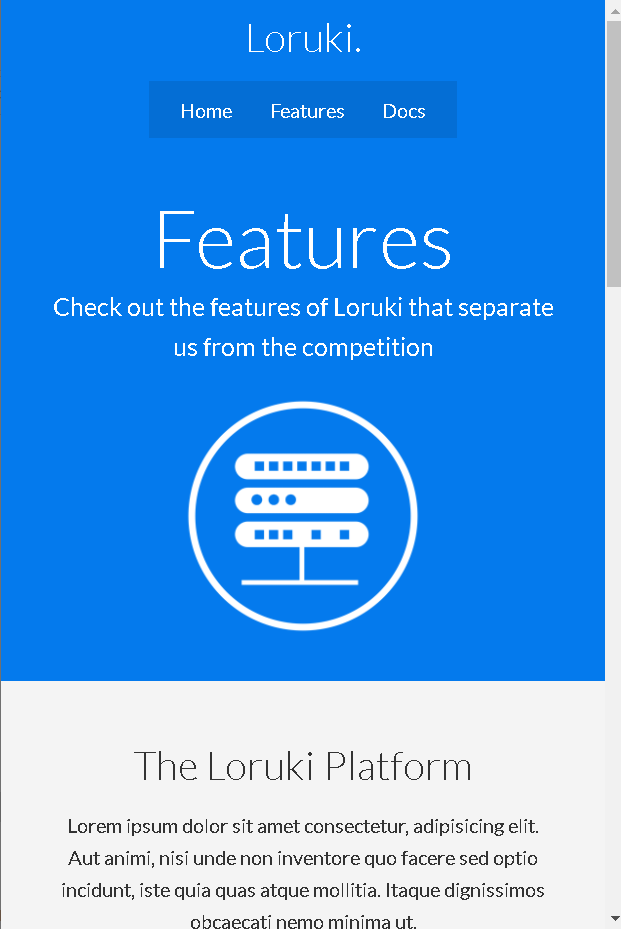 Loruki.
Home Features Docs
Features
Check out the features of Loruki that separate
us from the competition
The Loruki Platform
Lorem ipsum dolor sit amet consectetur, adipisicing elit.
Aut animi, nisi unde non inventore quo facere sed optio
incidunt, iste quia quas atque mollitia. Itaque dignissimos
obcaecati nemo minima ut.